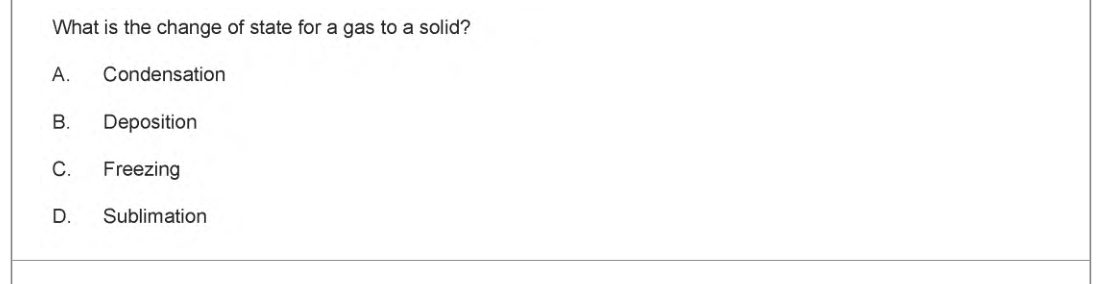 What is the change of state for a gas to a solid?
A. Condensation
B. Deposition
C. Freezing
D. Sublimation